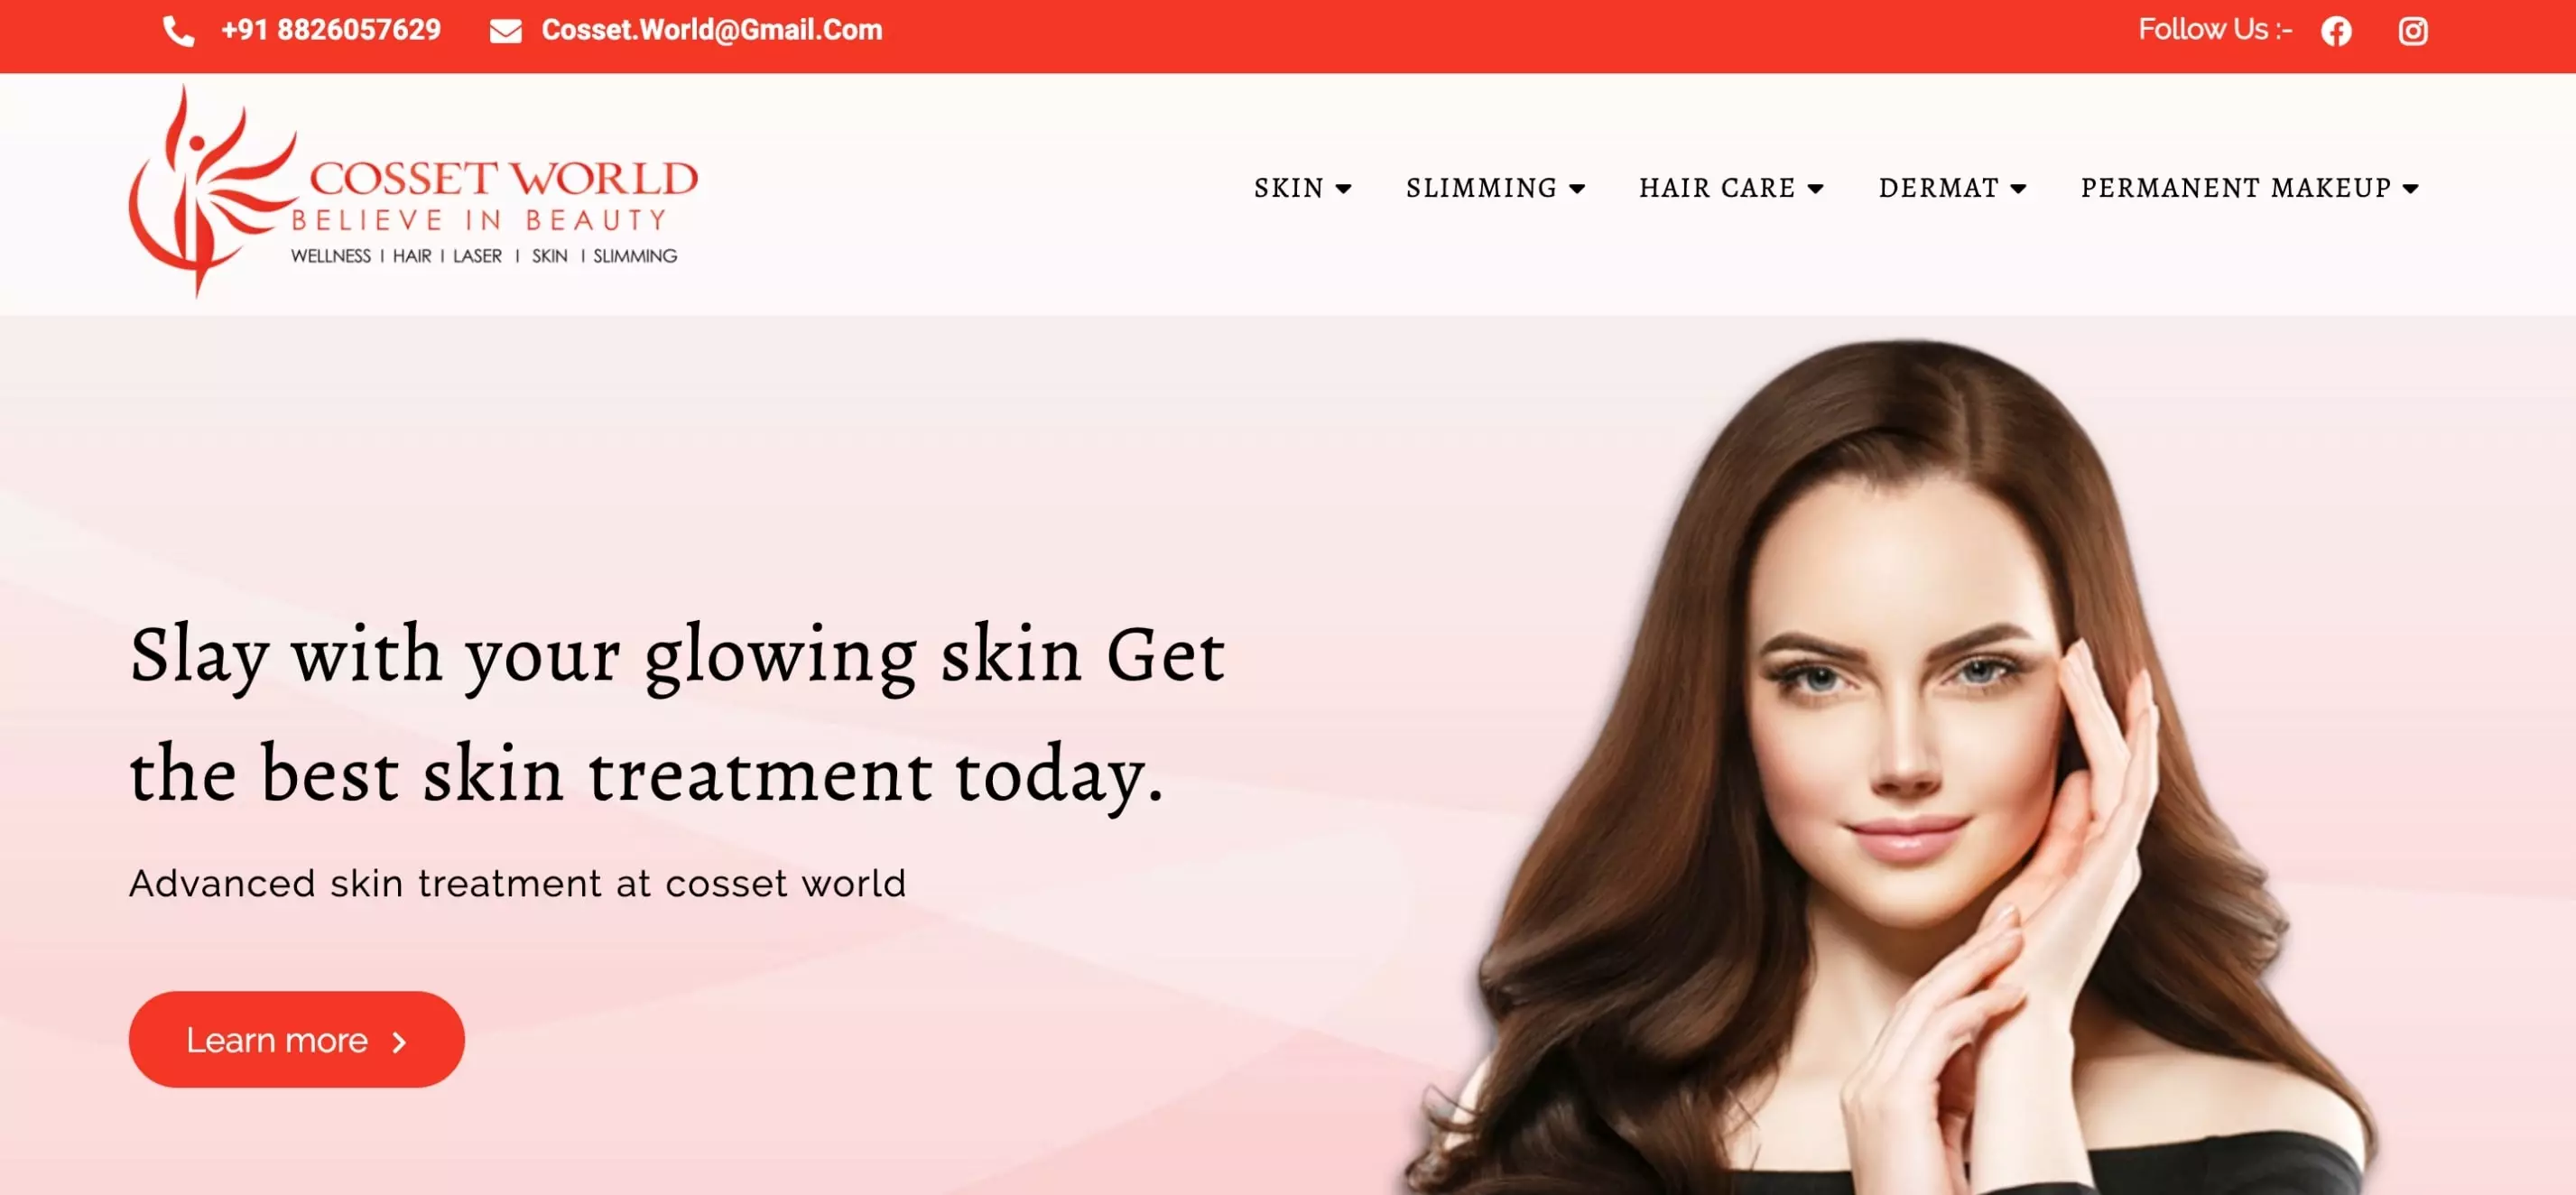 +91 8826057629 Cosset.World@Gmail.Com Follow Us :-
COSSET WORLD
BELIEVE IN BEAUTY
WELLNESS | HAIR | LASER | SKIN | SLIMMING
SKIN SLIMMING HAIR CARE DERMAT PERMANENT MAKEUP
Slay with your glowing skin Get
the best skin treatment today.
Advanced skin treatment at cosset world
Learn more